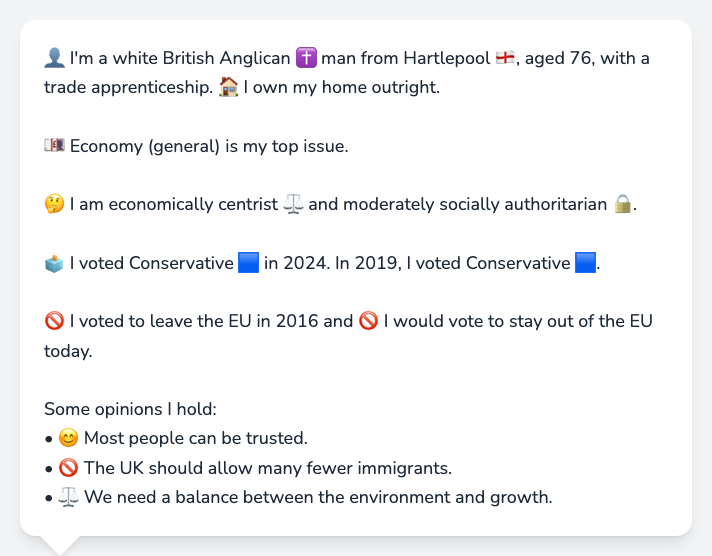 👤 I'm a white British Anglican ✝️ man from Hartlepool 🏴󠁧󠁢󠁥󠁮󠁧󠁿, aged 76, with a
trade apprenticeship. 🏠 I own my home outright.
💷 Economy (general) is my top issue.
🤔 I am economically centrist ⚖️ and moderately socially authoritarian 🔒.
🗳️ I voted Conservative 🟦 in 2024. In 2019, I voted Conservative 🟦.
🚫 I voted to leave the EU in 2016 and 🚫 I would vote to stay out of the EU
today.
Some opinions I hold:
• 😊 Most people can be trusted.
• 🚫 The UK should allow many fewer immigrants.
• ⚖️ We need a balance between the environment and growth.